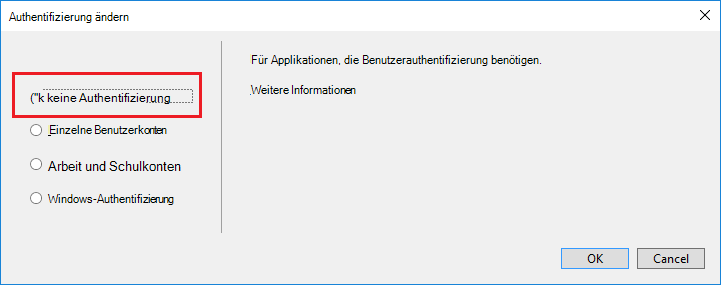 Authentifizierung ändern
Für Applikationen, die Benutzerauthentifizierung benötigen.
Weitere Informationen
("k keine Authentifizierung
Einzelne Benutzerkonten
Arbeit und Schulkonten
Windows-Authentifizierung
OK
Cancel